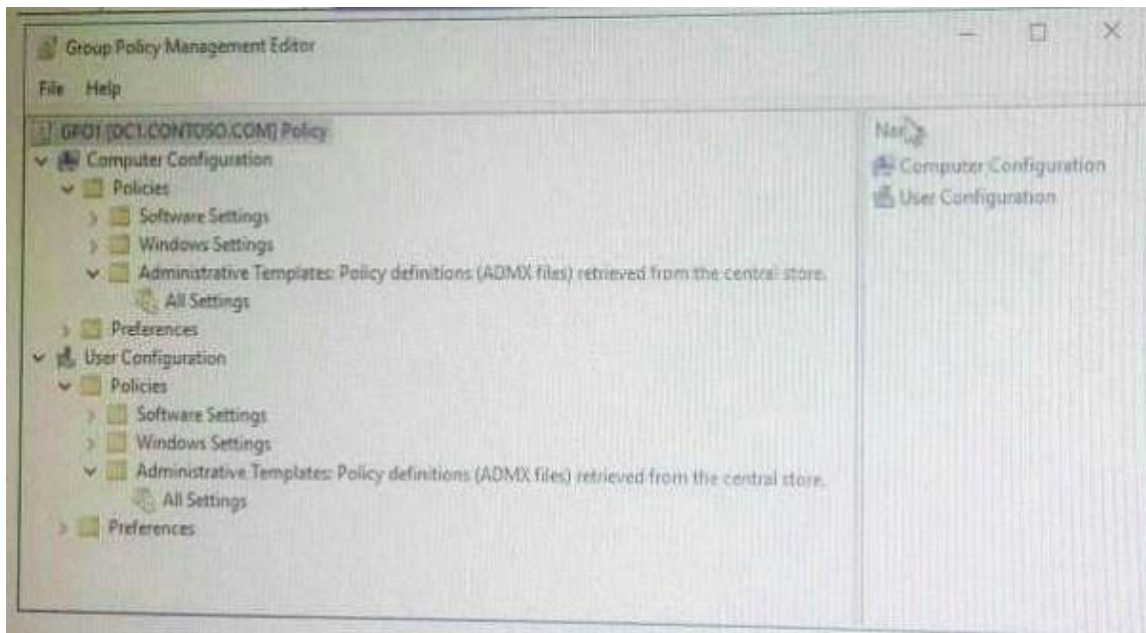 Group Policy Management Editor
File Help
GPO1 [DC1.CONTOSO.COM] Policy
Computer Configuration
Policies
Software Settings
Windows Settings
Administrative Templates: Policy definitions (ADMX files) retrieved from the central store.
All Settings
Preferences
User Configuration
Policies
Software Settings
Windows Settings
Administrative Templates: Policy definitions (ADMX files) retrieved from the central store.
All Settings
Preferences
Computer Configuration
User Configuration